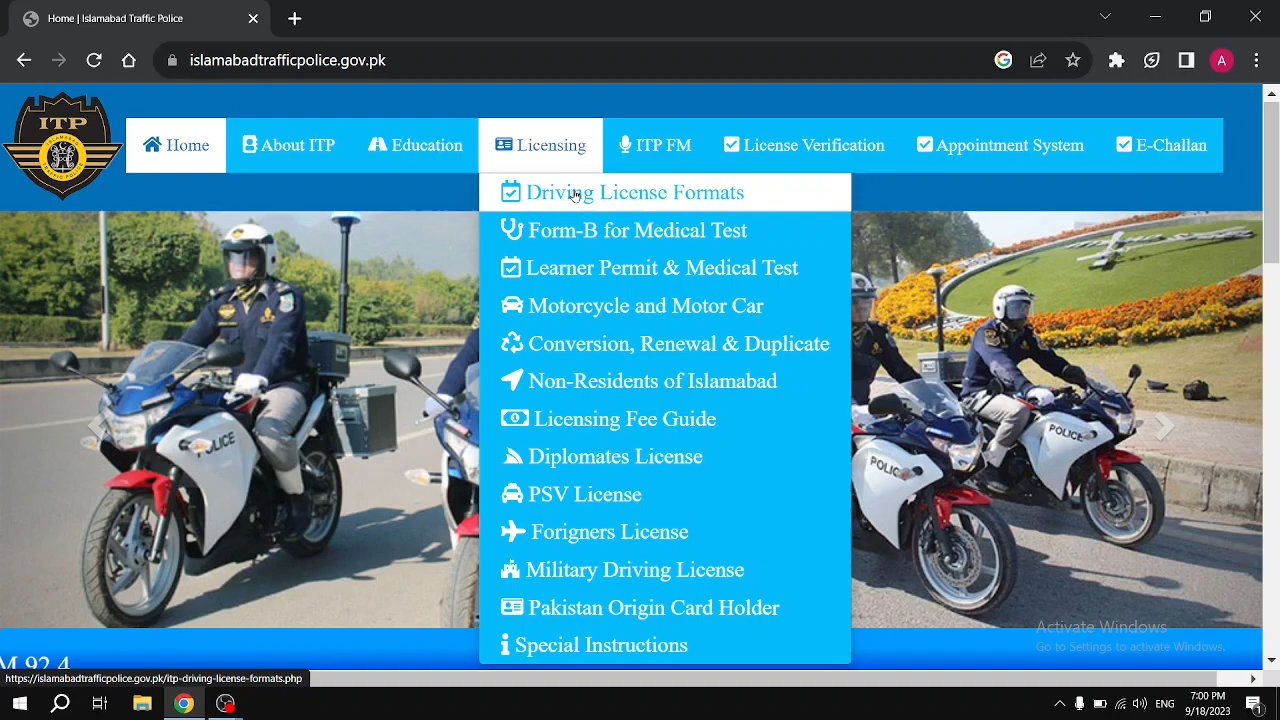 Home | Islamabad Traffic Police
islamabadtrafficpolice.gov.pk
A
ITP
Home
About ITP
Education
Licensing
ITP FM
License Verification
Appointment System
E-Challan
Driving License Formats
Form-B for Medical Test
Learner Permit & Medical Test
Motorcycle and Motor Car
Conversion, Renewal & Duplicate
Non-Residents of Islamabad
Licensing Fee Guide
Diplomates License
PSV License
Forigners License
Military Driving License
Pakistan Origin Card Holder
Special Instructions
POLICE
POLICE
POLICE
M 92.4
Activate Windows
Go to Settings to activate Windows.
https://islamabadtrafficpolice.gov.pk/itp-driving-license-formats.php
ENG
7:00 PM
9/18/2023